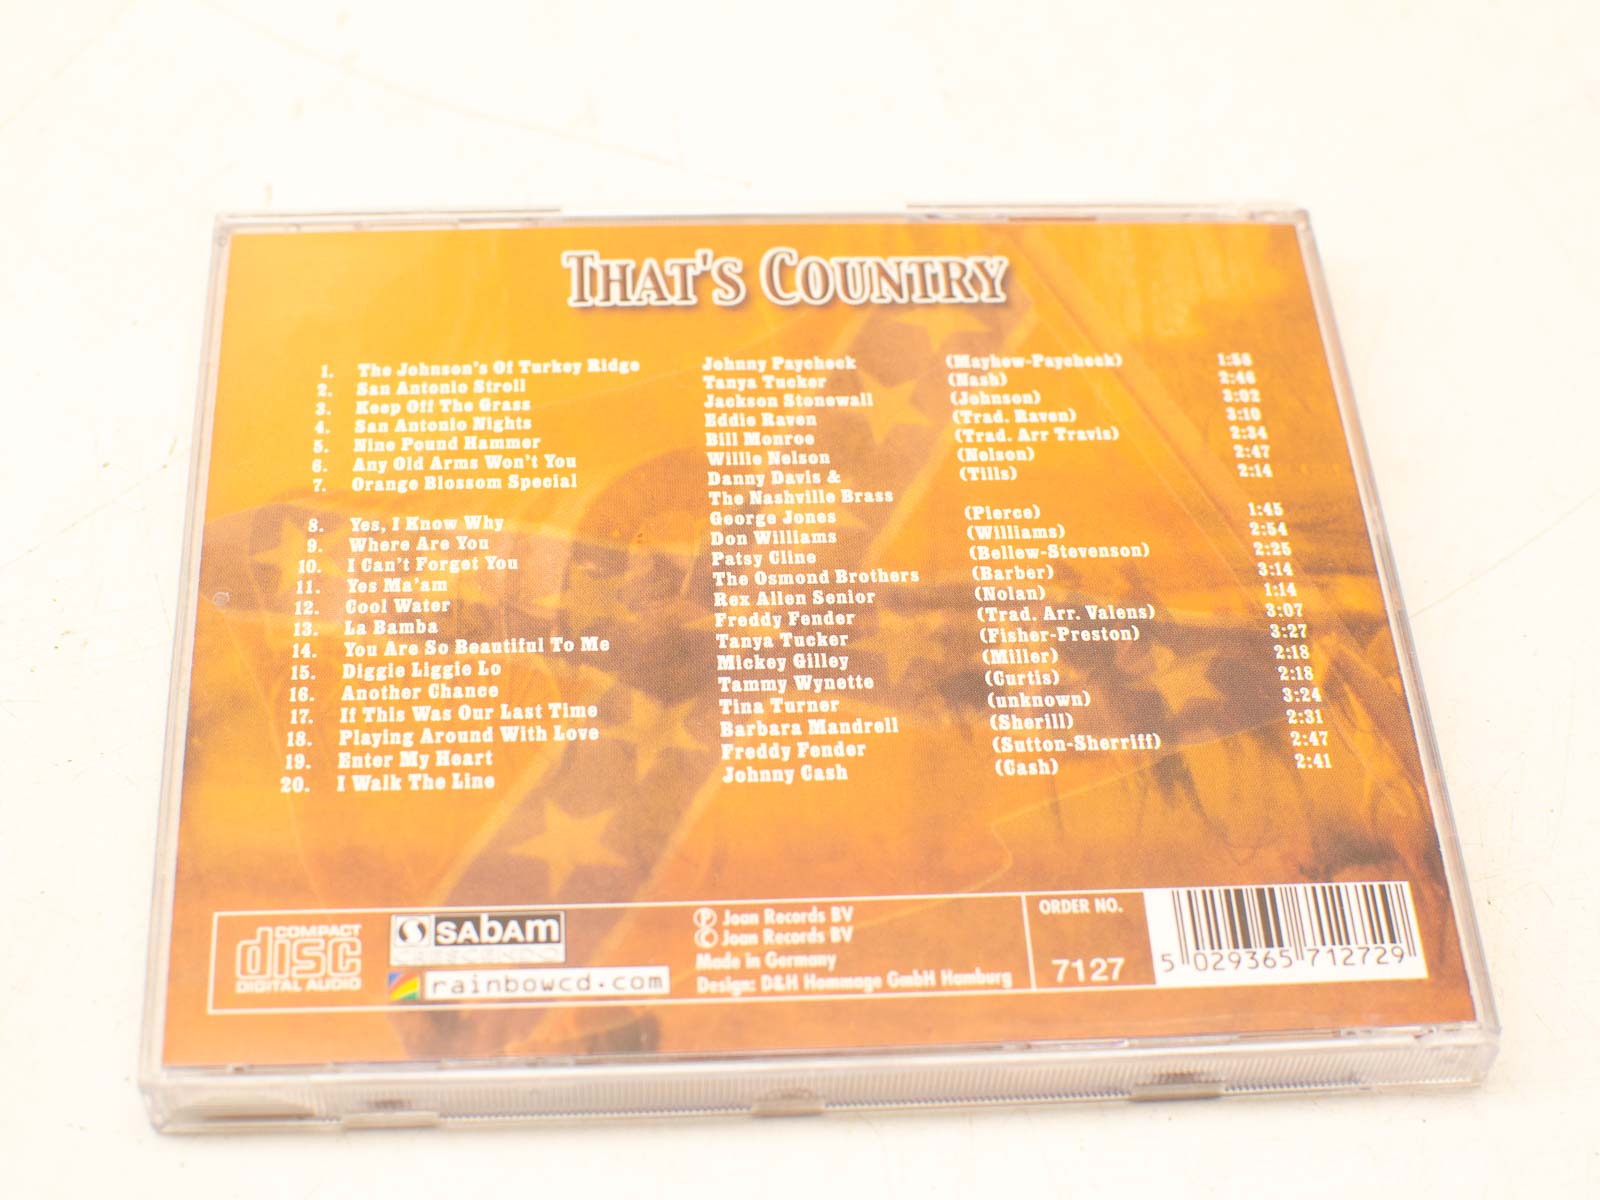 THAT'S COUNTRY
1. The Johnson's Of Turkey Ridge Johnny Paycheck (Mayhew-Paycheck) 1:58
2. San Antonio Stroll Tanya Tucker (Nash) 2:46
3. Keep Off The Grass Jackson Stonewall (Johnson) 3:02
4. San Antonio Nights Eddie Raven (Trad. Raven) 3:10
5. Nine Pound Hammer Bill Monroe (Trad. Arr Travis) 2:34
6. Any Old Arms Won't You Willie Nelson (Nelson) 2:47
7. Orange Blossom Special Danny Davis & (Tills) 2:14
The Nashville Brass
8. Yes, I Know Why George Jones (Pierce) 1:45
9. Where Are You Don Williams (Williams) 2:54
10. I Can't Forget You Patsy Cline (Bellew-Stevenson) 2:25
11. Yes Ma'am The Osmond Brothers (Barber) 3:14
12. Cool Water Rex Allen Senior (Nolan) 1:14
13. La Bamba Freddy Fender (Trad. Arr. Valens) 3:07
14. You Are So Beautiful To Me Tanya Tucker (Fisher-Preston) 3:27
15. Diggie Liggie Lo Mickey Gilley (Miller) 2:18
16. Another Chance Tammy Wynette (Curtis) 2:18
17. If This Was Our Last Time Tina Turner (unknown) 3:24
18. Playing Around With Love Barbara Mandrell (Sherill) 2:31
19. Enter My Heart Freddy Fender (Sutton-Sherriff) 2:47
20. I Walk The Line Johnny Cash (Cash) 2:41
COMPACT
disc
DIGITAL AUDIO
sabam
rainbowcd.com
Ⓟ Joan Records BV
© Joan Records BV
Made in Germany
Design: D&H Hommage GmbH Hamburg
ORDER NO.
7127
5 029365 712729